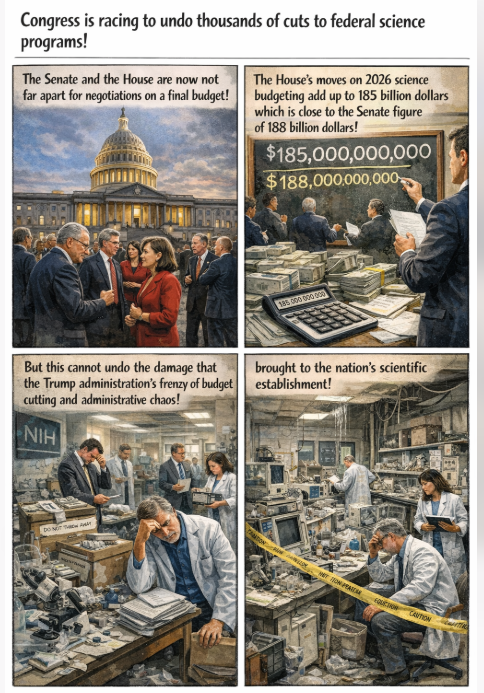 Congress is racing to undo thousands of cuts to federal science
programs!
The Senate and the House are now not
far apart for negotiations on a final budget!
The House's moves on 2026 science
budgeting add up to 185 billion dollars
which is close to the Senate figure
of 188 billion dollars!
$185,000,000,000
$188,000,000,000
185,000,000,000
But this cannot undo the damage that
the Trump administration's frenzy of budget
cutting and administrative chaos!
NIH
DO NOT THEM AWAY
brought to the nation's scientific
establishment!
CAUTION
CAUTION